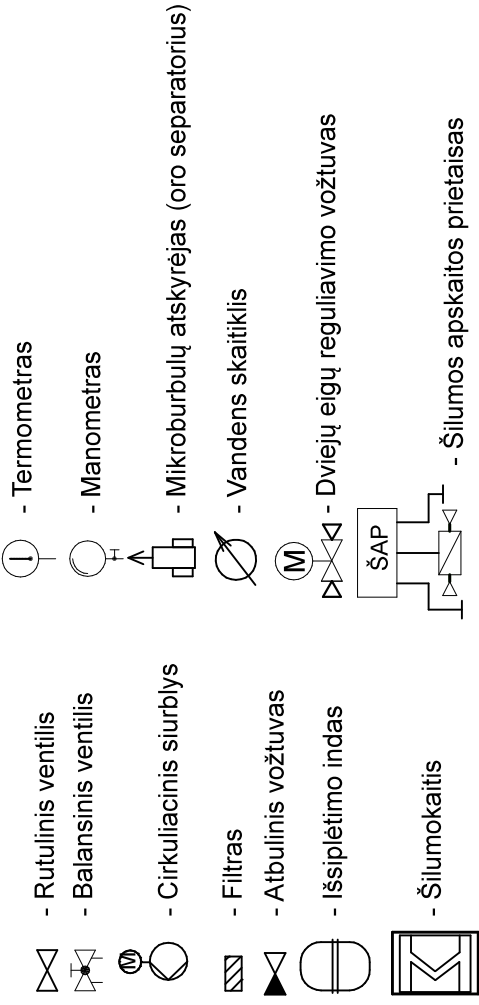 - Rutulinis ventilis
- Balansinis ventilis
M
- Cirkuliacinis siurblys
- Filtras
- Atbulinis vožtuvas
- Išsiplėtimo indas
- Šilumokaitis
- Termometras
- Manometras
- Mikroburbulų atskyrėjas (oro separatorius)
- Vandens skaitiklis
M
- Dviejų eigų reguliavimo vožtuvas
ŠAP
- Šilumos apskaitos prietaisas